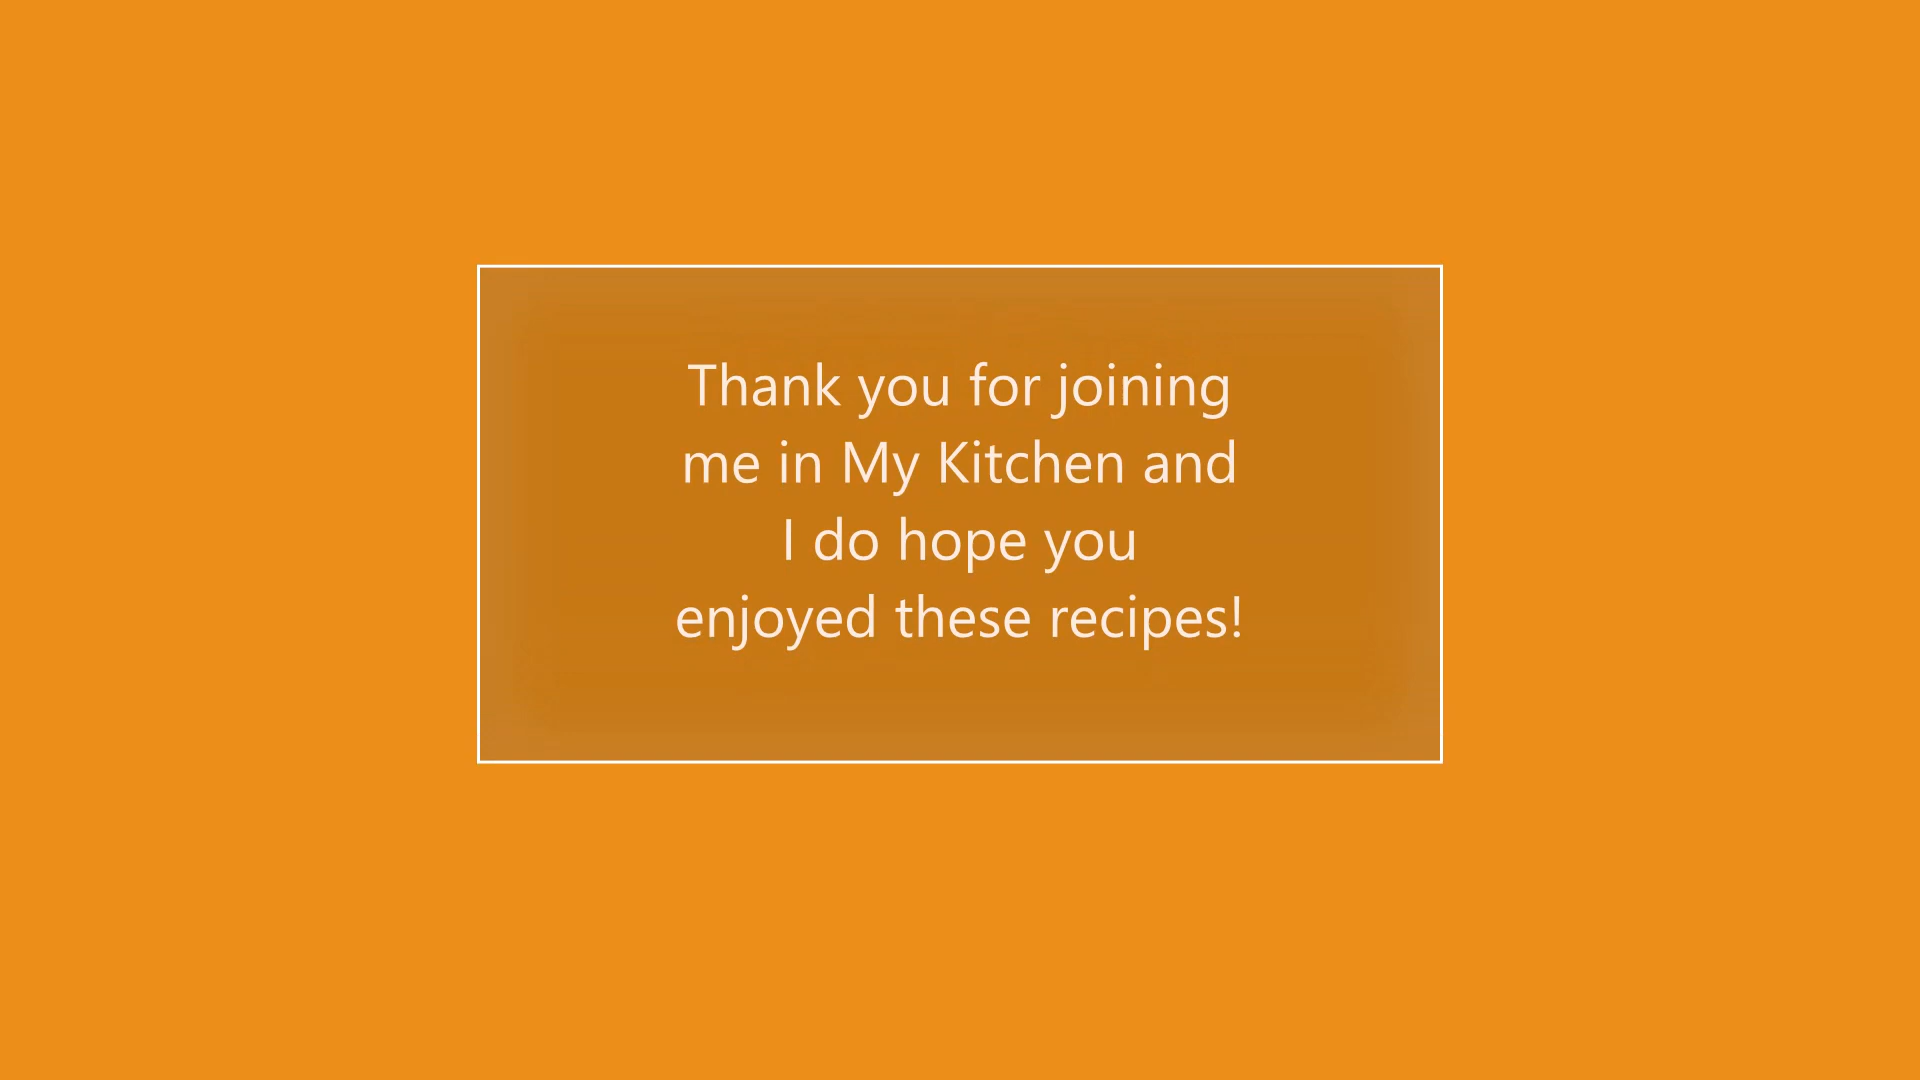 Thank you for joining
me in My Kitchen and
I do hope you
enjoyed these recipes!